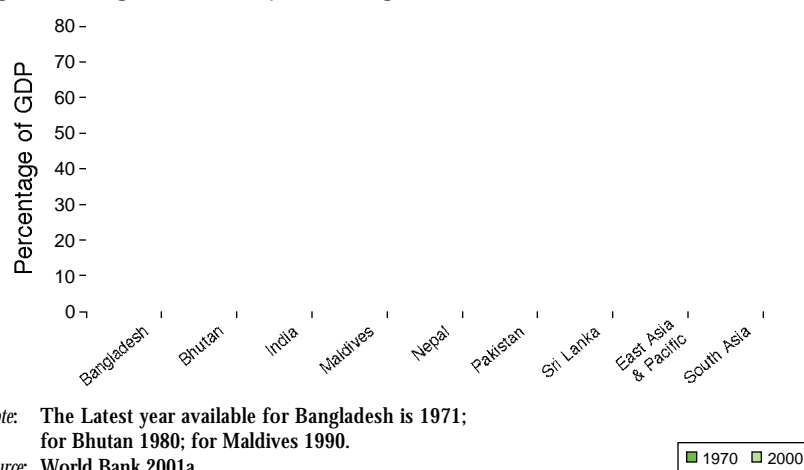 80
70
60
50
40
30
20
10
0
Percentage of GDP
Bangladesh
Bhutan
India
Maldives
Nepal
Pakistan
Sri Lanka
East Asia
& Pacific
South Asia
The Latest year available for Bangladesh is 1971;
for Bhutan 1980; for Maldives 1990.
World Bank 2001a
1970 2000